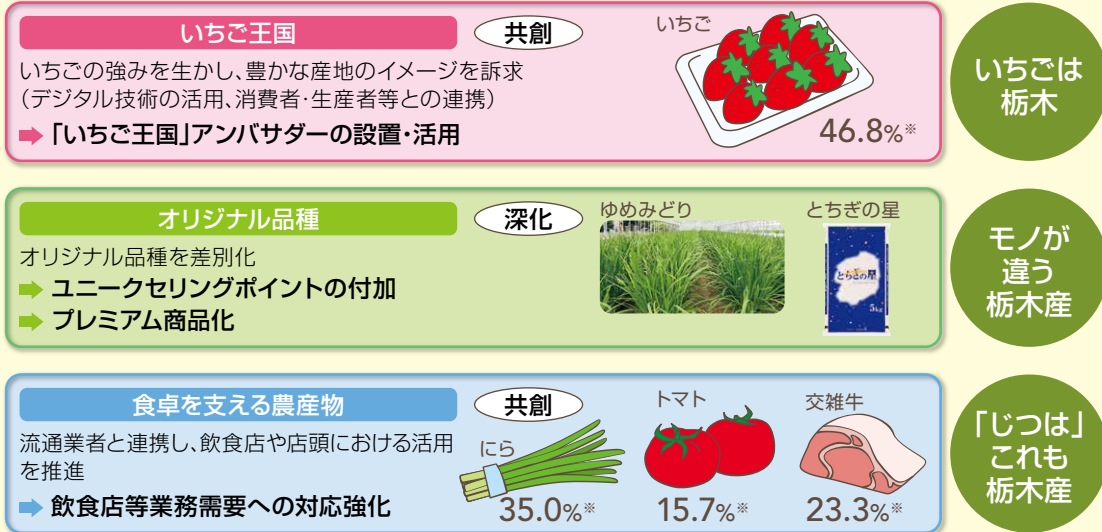 いちご王国
共創
いちごの強みを生かし、豊かな産地のイメージを訴求
（デジタル技術の活用、消費者・生産者等との連携）
「いちご王国」アンバサダーの設置・活用
いちご
46.8%※
いちごは
栃木
オリジナル品種
深化
オリジナル品種を差別化
ユニークセリングポイントの付加
プレミアム商品化
ゆめみどり
とちぎの星
とちぎの星
5kg
モノが
違う
栃木産
食卓を支える農産物
共創
流通業者と連携し、飲食店や店頭における活用
を推進
飲食店等業務需要への対応強化
にら
35.0%※
トマト
15.7%※
交雑牛
23.3%※
「じつは」
これも
栃木産